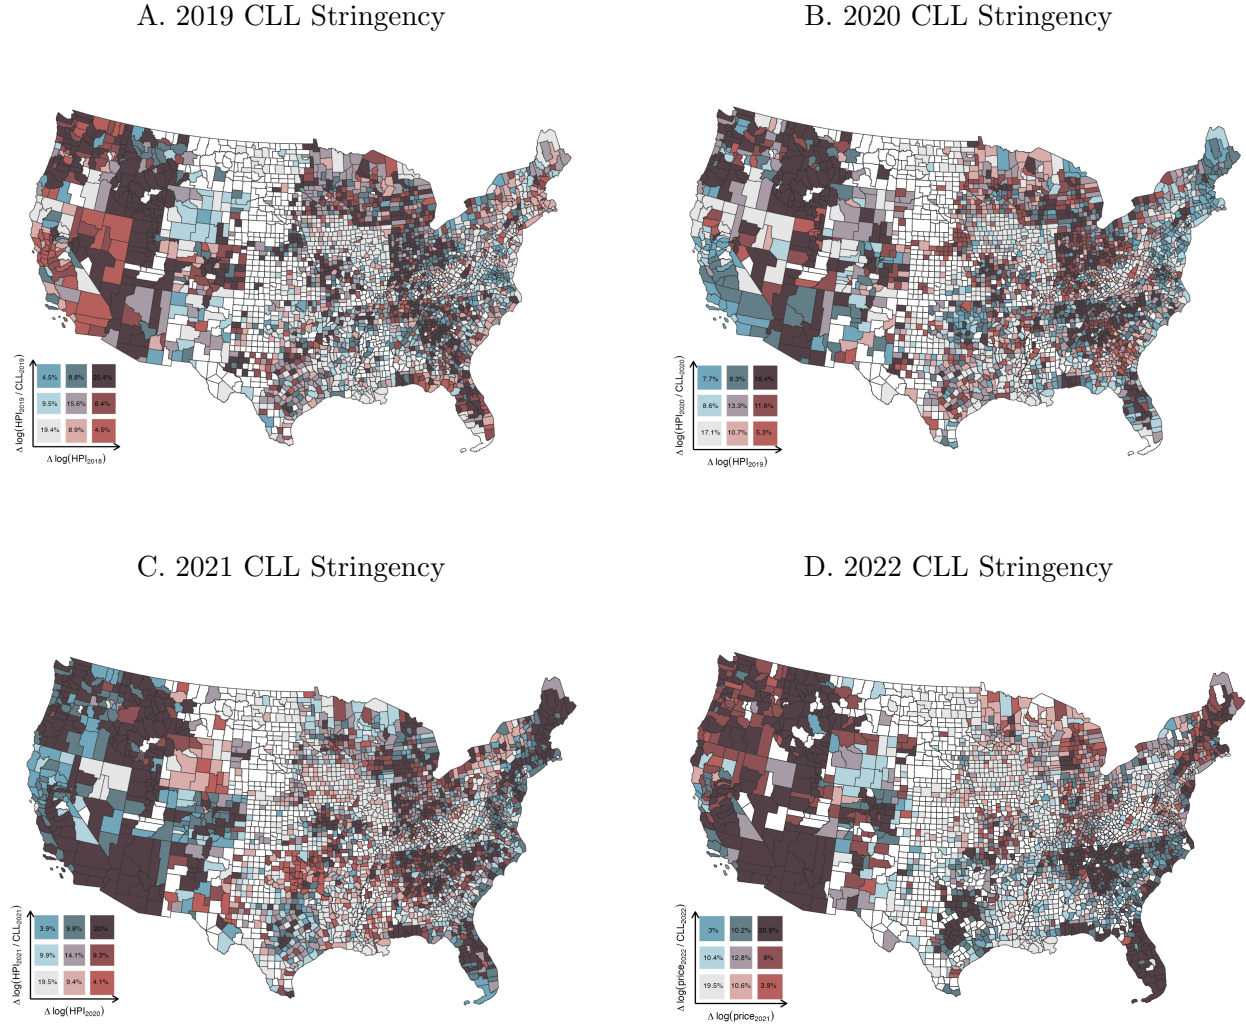 A. 2019 CLL Stringency
B. 2020 CLL Stringency
Δ log(HPI2019 / CLL2019)
4.5% 8.8% 20.4%
9.5% 15.6% 8.4%
19.4% 8.9% 4.5%
Δ log(HPI2018)
Δ log(HPI2020 / CLL2020)
7.7% 9.3% 16.4%
8.6% 13.3% 11.6%
17.1% 10.7% 5.3%
Δ log(HPI2019)
C. 2021 CLL Stringency
D. 2022 CLL Stringency
Δ log(HPI2021 / CLL2021)
3.9% 9.8% 20%
9.9% 14.1% 9.3%
19.5% 9.4% 4.1%
Δ log(HPI2020)
Δ log(price2022 / CLL2022)
3% 10.2% 20.6%
10.4% 12.8% 9%
19.5% 10.6% 3.9%
Δ log(price2021)